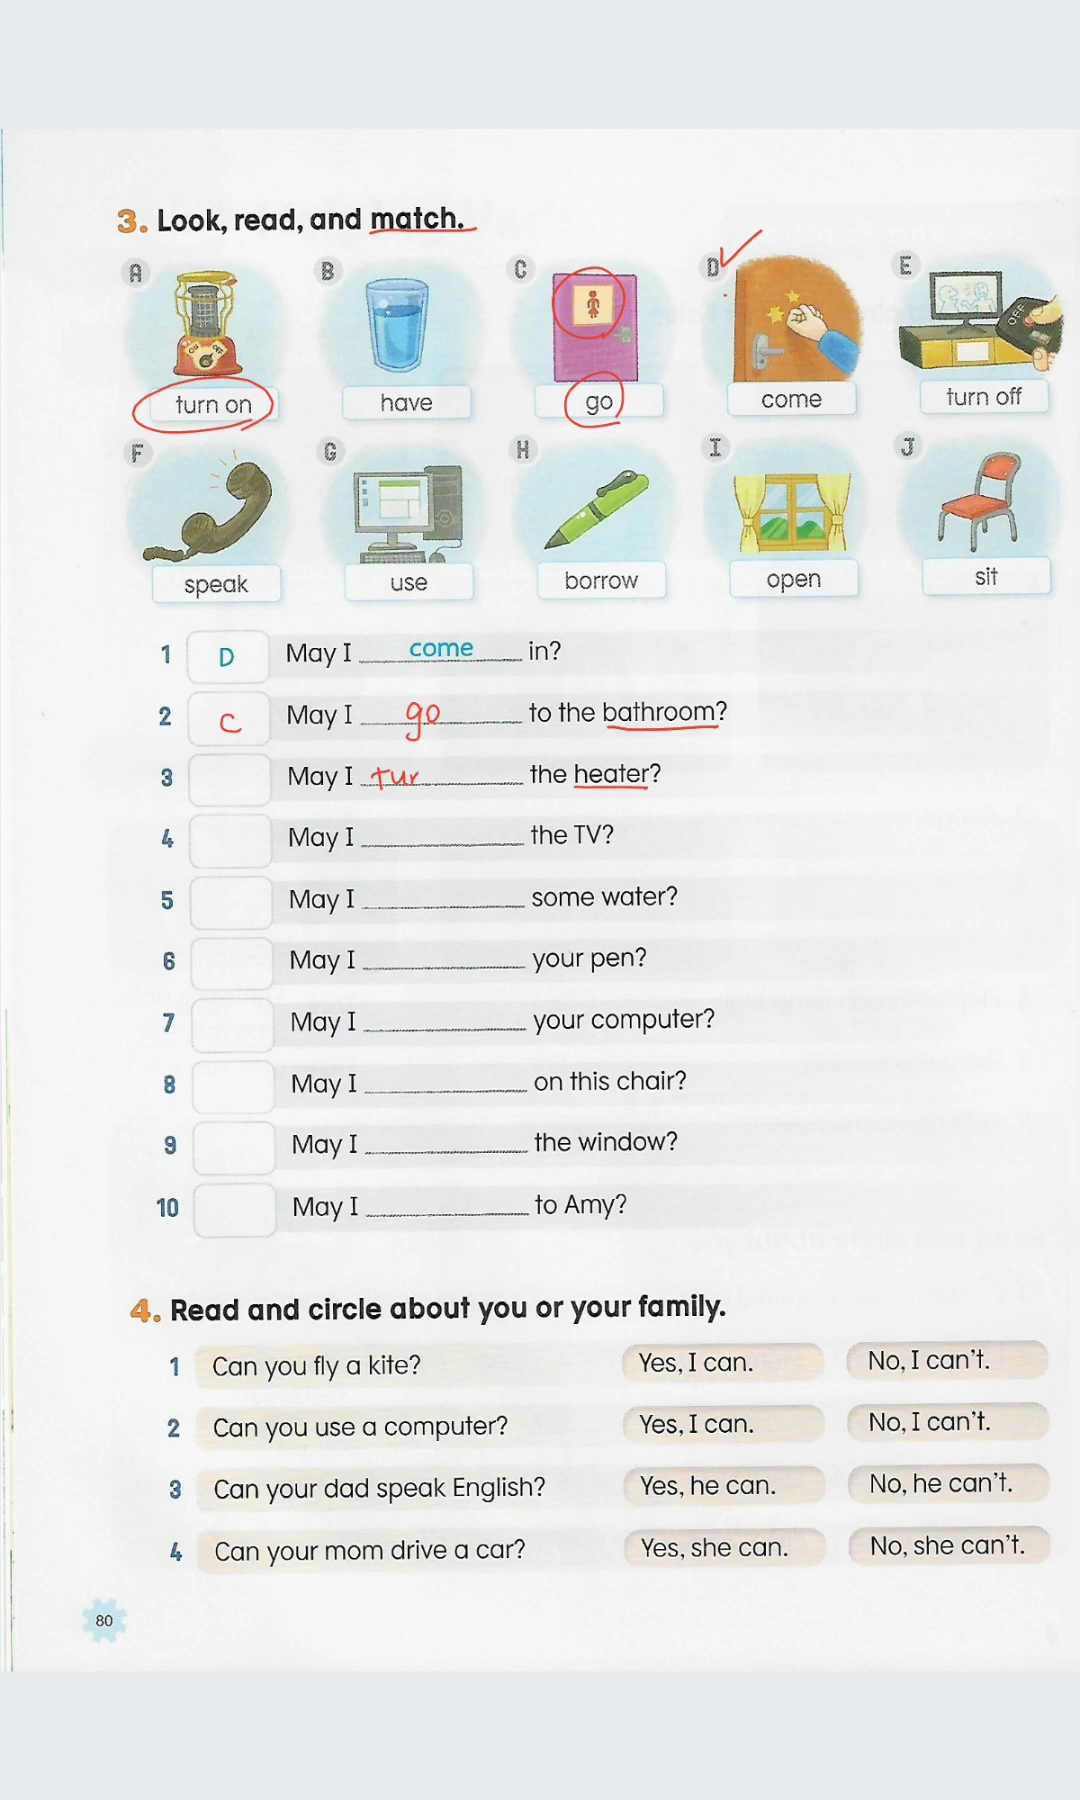 3. Look, read, and match.
A B C D E
ON OFF OFF
turn on have go come turn off
F G H I J
speak use borrow open sit
1 D May I come in?
2 C May I go to the bathroom?
3 May I tur the heater?
4 May I the TV?
5 May I some water?
6 May I your pen?
7 May I your computer?
8 May I on this chair?
9 May I the window?
10 May I to Amy?
4. Read and circle about you or your family.
1 Can you fly a kite? Yes, I can. No, I can't.
2 Can you use a computer? Yes, I can. No, I can't.
3 Can your dad speak English? Yes, he can. No, he can't.
4 Can your mom drive a car? Yes, she can. No, she can't.
80